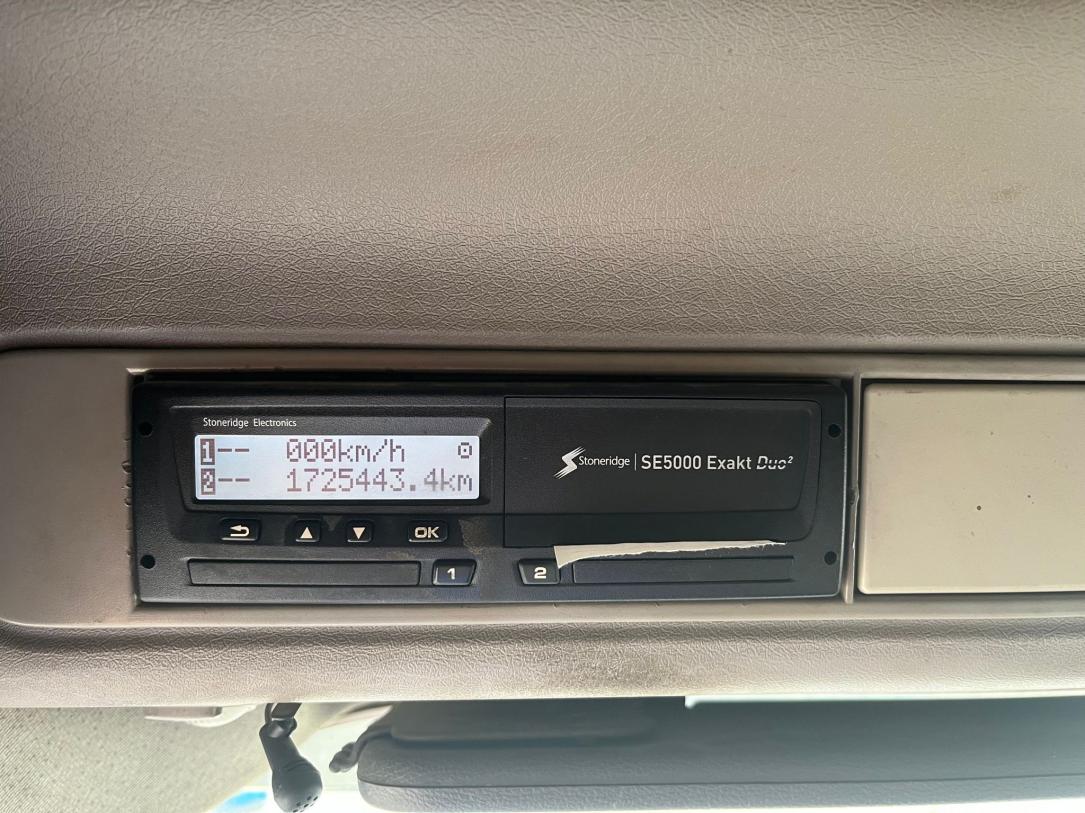 Stoneridge Electronics
1-- 000km/h
2-- 1725443.4km
OK
1
2
Stoneridge | SE5000 Exakt Duo²